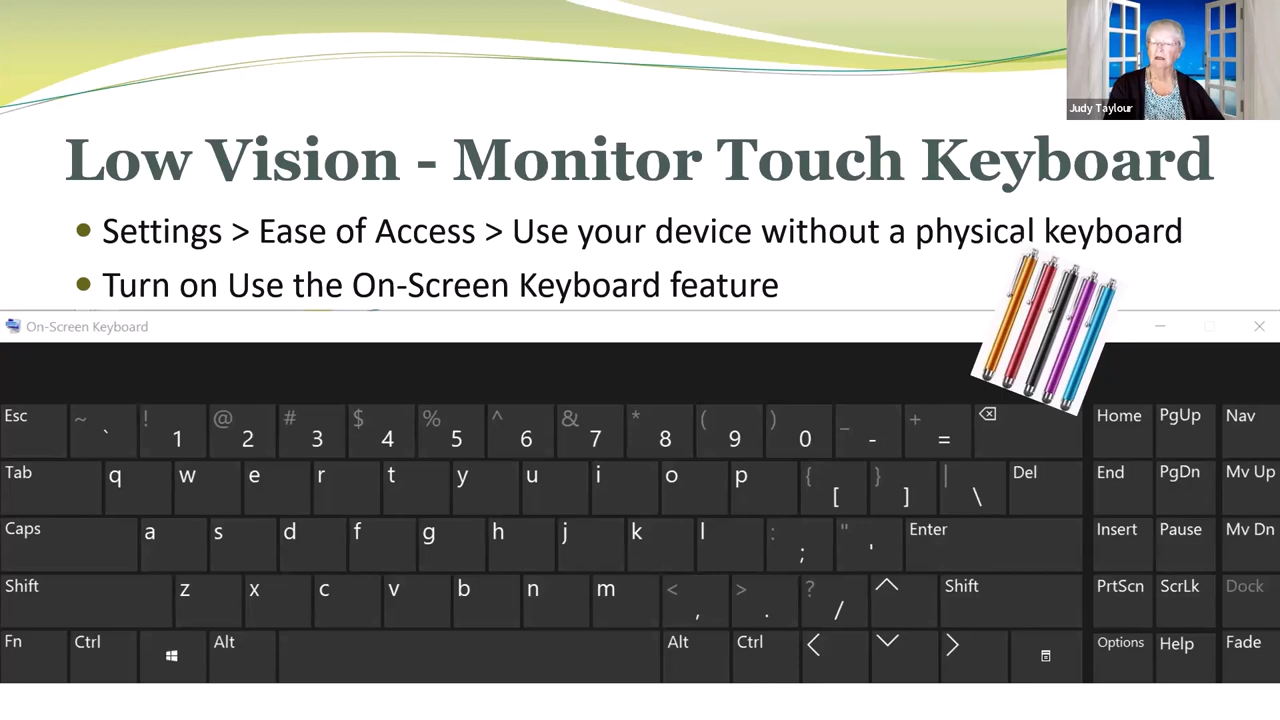 Judy Taylour
Low Vision - Monitor Touch Keyboard
• Settings > Ease of Access > Use your device without a physical keyboard
• Turn on Use the On-Screen Keyboard feature
On-Screen Keyboard
Esc ~ ` ! 1 @ 2 # 3 $ 4 % 5 ^ 6 & 7 * 8 ( 9 ) 0 _ - + = Home PgUp Nav
Tab q w e r t y u i o p { [ } ] | \ Del End PgDn Mv Up
Caps a s d f g h j k l : ; " ' Enter Insert Pause Mv Dn
Shift z x c v b n m < , > . ? / Shift PrtScn ScrLk Dock
Fn Ctrl Alt Alt Ctrl Options Help Fade